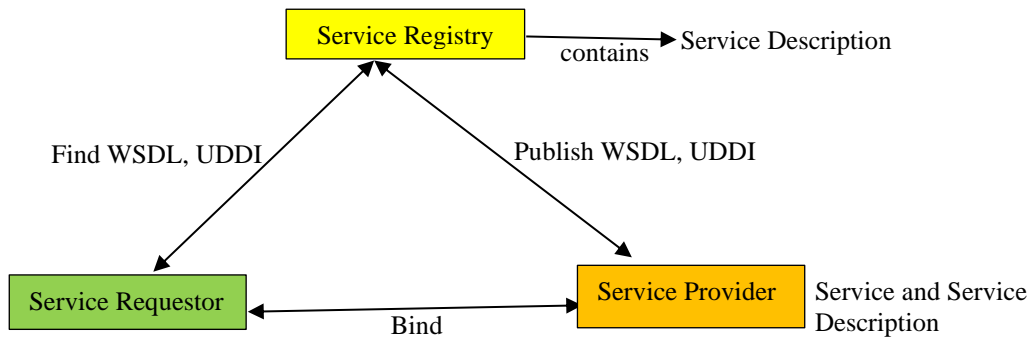 Service Registry
contains
Service Description
Find WSDL, UDDI
Publish WSDL, UDDI
Service Requestor
Bind
Service Provider
Service and Service
Description